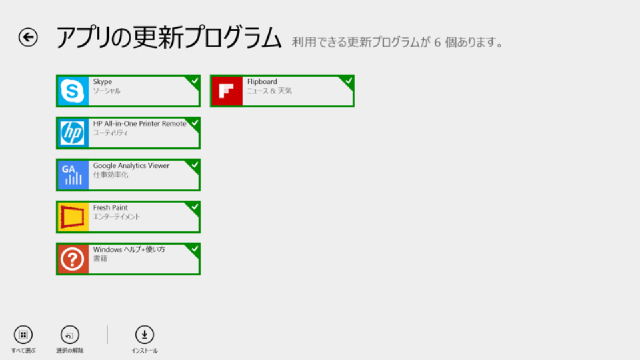 アプリの更新プログラム 利用できる更新プログラムが 6 個あります。
Skype
ソーシャル
Flipboard
ニュース & 天気
hp
HP All-in-One Printer Remote
ユーティリティ
GA
Google Analytics Viewer
仕事効率化
Fresh Paint
エンターテイメント
Windows ヘルプ+使い方
書籍
すべて選ぶ
選択の解除
インストール